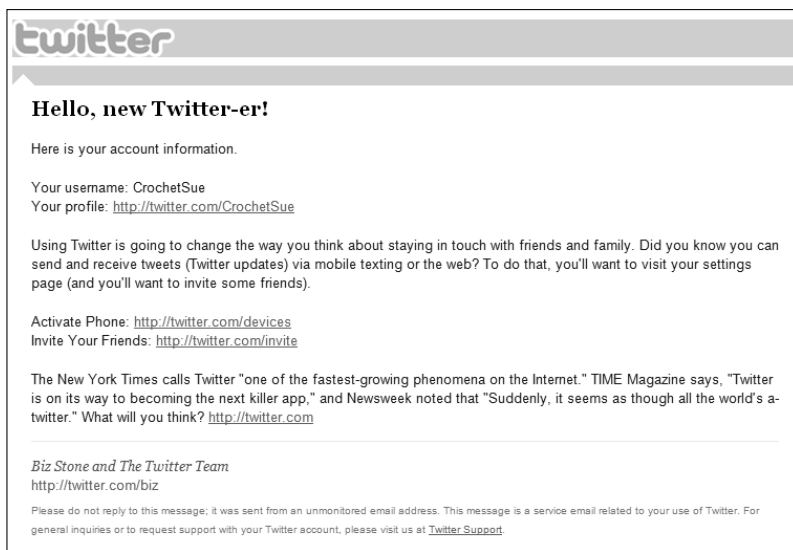 twitter
Hello, new Twitter-er!
Here is your account information.
Your username: CrochetSue
Your profile: http://twitter.com/CrochetSue
Using Twitter is going to change the way you think about staying in touch with friends and family. Did you know you can
send and receive tweets (Twitter updates) via mobile texting or the web? To do that, you'll want to visit your settings
page (and you'll want to invite some friends).
Activate Phone: http://twitter.com/devices
Invite Your Friends: http://twitter.com/invite
The New York Times calls Twitter "one of the fastest-growing phenomena on the Internet." TIME Magazine says, "Twitter
is on its way to becoming the next killer app," and Newsweek noted that "Suddenly, it seems as though all the world's a-
twitter." What will you think? http://twitter.com
Biz Stone and The Twitter Team
http://twitter.com/biz
Please do not reply to this message; it was sent from an unmonitored email address. This message is a service email related to your use of Twitter. For
general inquiries or to request support with your Twitter account, please visit us at Twitter Support.